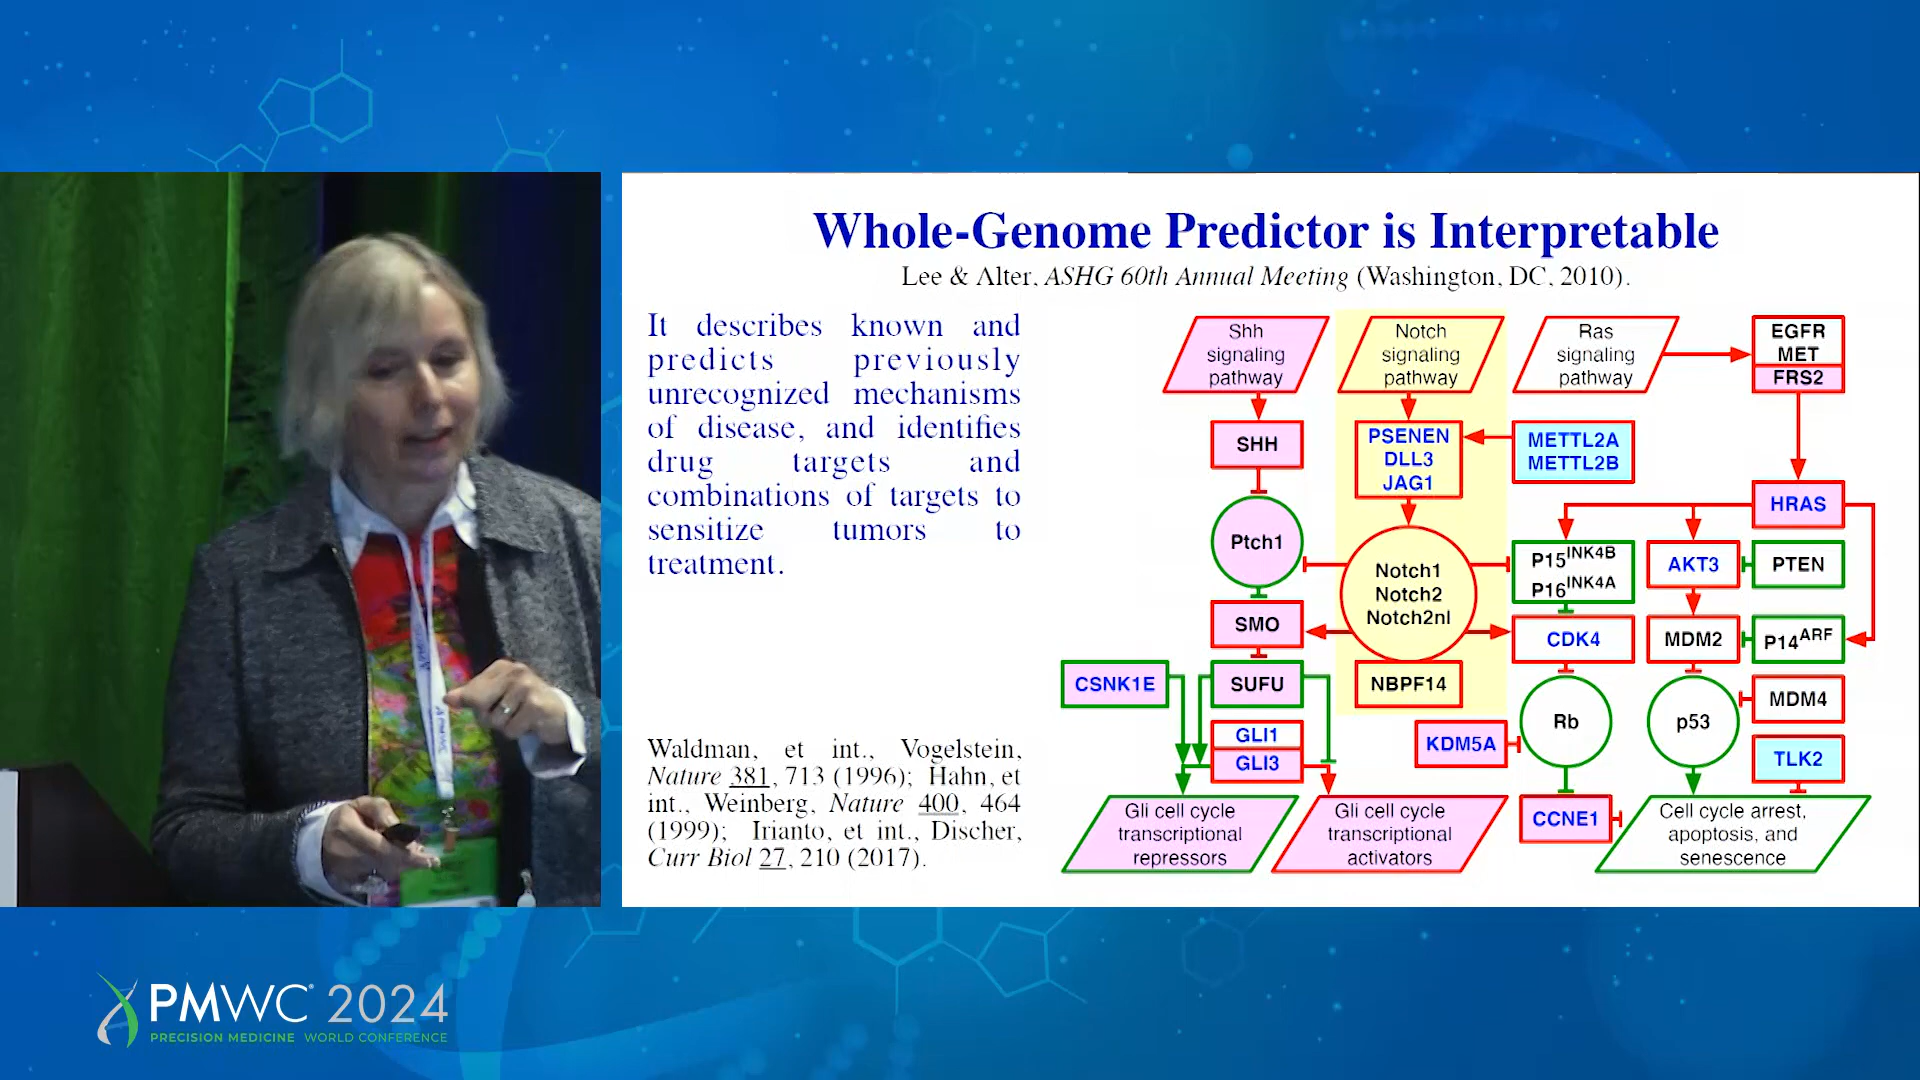 Whole-Genome Predictor is Interpretable
Lee & Alter, ASHG 60th Annual Meeting (Washington, DC, 2010).
It describes known and
predicts previously
unrecognized mechanisms
of disease, and identifies
drug targets and
combinations of targets to
sensitize tumors to
treatment.
Waldman, et int., Vogelstein,
Nature 381, 713 (1996); Hahn, et
int., Weinberg, Nature 400, 464
(1999); Irianto, et int., Discher,
Curr Biol 27, 210 (2017).
Shh
signaling
pathway
Notch
signaling
pathway
Ras
signaling
pathway
EGFR
MET
FRS2
SHH
PSENEN
DLL3
JAG1
METTL2A
METTL2B
HRAS
Ptch1
Notch1
Notch2
Notch2nl
P15INK4B
P16INK4A
AKT3
PTEN
SMO
CDK4
MDM2
P14ARF
CSNK1E
SUFU
NBPF14
MDM4
GLI1
GLI3
KDM5A
Rb
p53
TLK2
CCNE1
Gli cell cycle
transcriptional
repressors
Gli cell cycle
transcriptional
activators
Cell cycle arrest,
apoptosis, and
senescence
PMWC 2024
PRECISION MEDICINE WORLD CONFERENCE